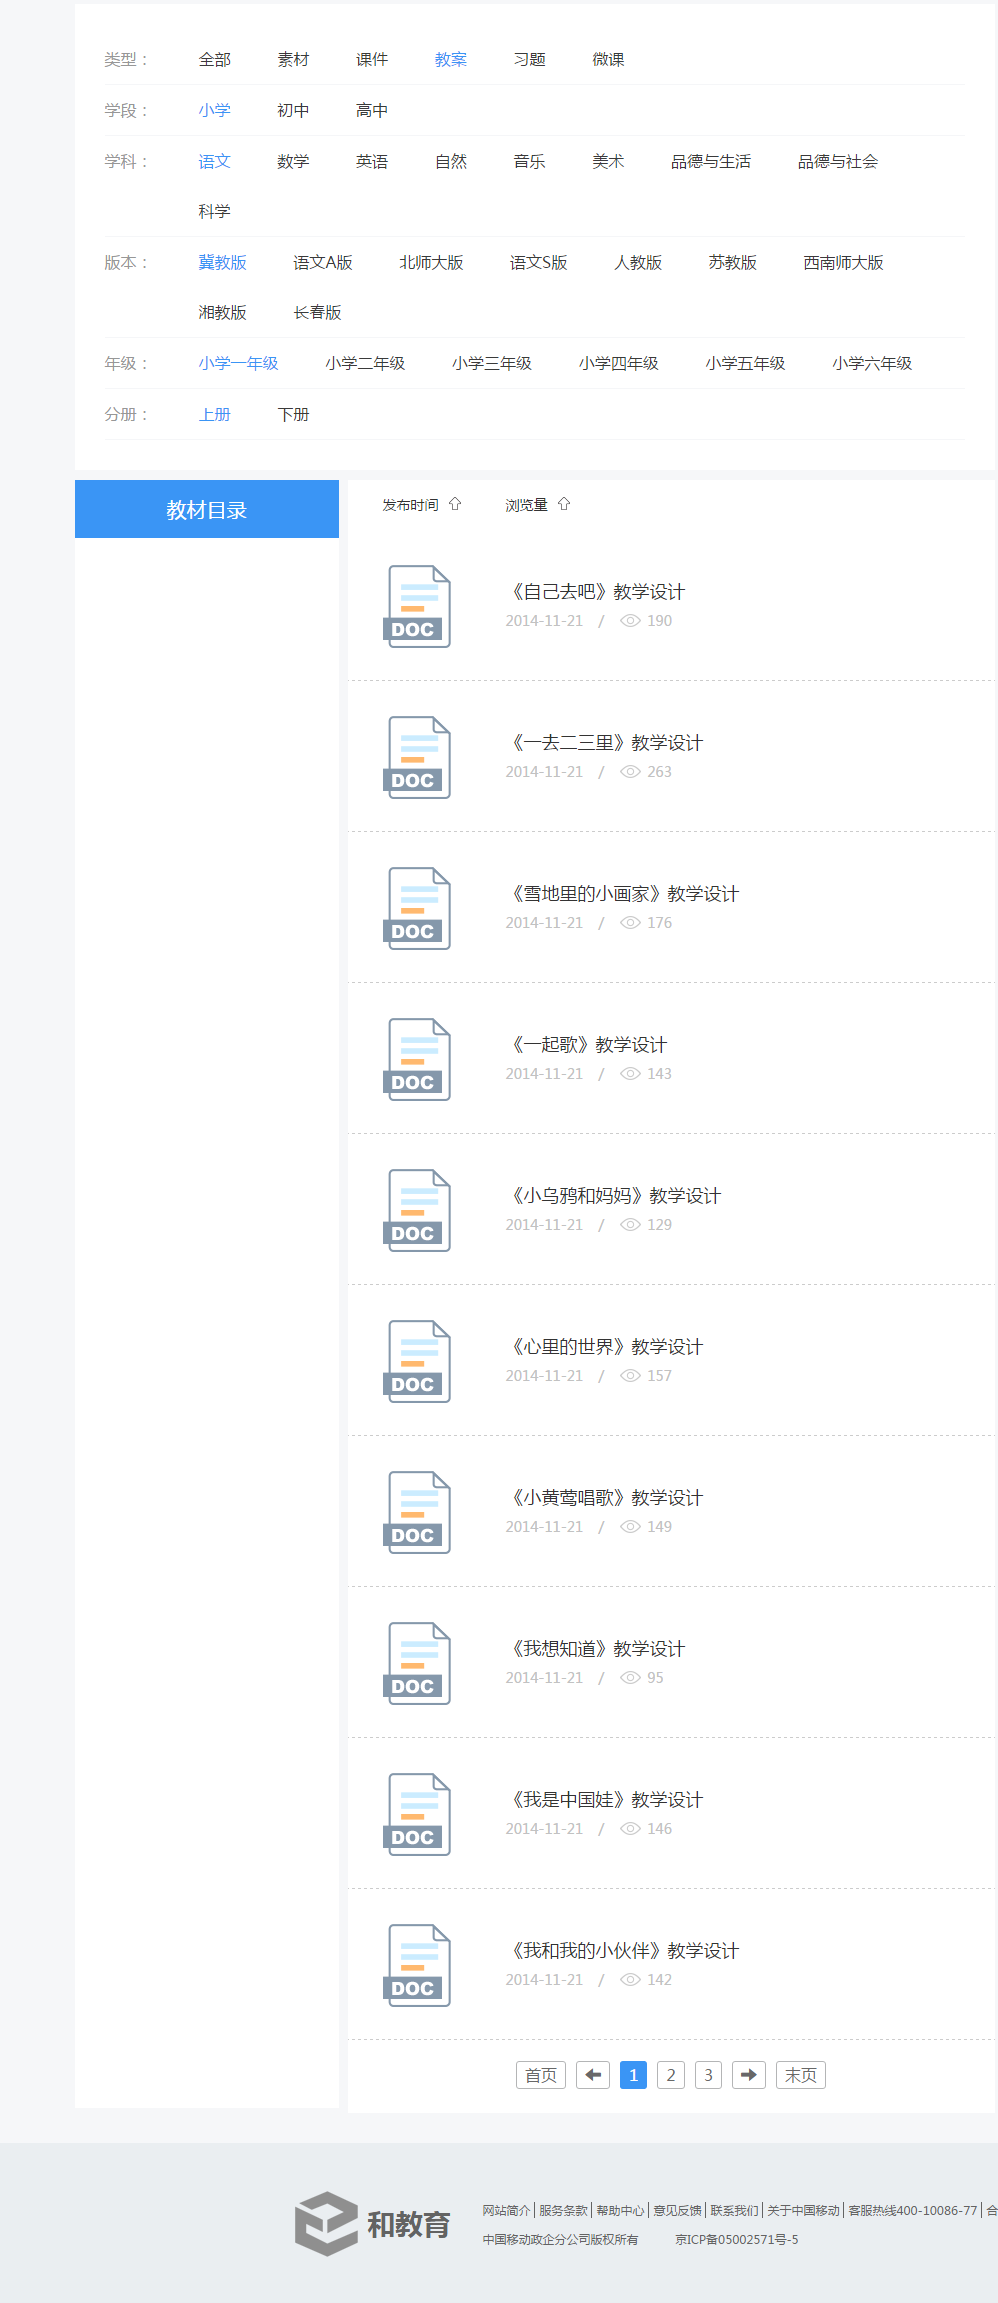 类型： 全部 素材 课件 教案 习题 微课
学段： 小学 初中 高中
学科： 语文 数学 英语 自然 音乐 美术 品德与生活 品德与社会
科学
版本： 冀教版 语文A版 北师大版 语文S版 人教版 苏教版 西南师大版
湘教版 长春版
年级： 小学一年级 小学二年级 小学三年级 小学四年级 小学五年级 小学六年级
分册： 上册 下册
教材目录
发布时间 浏览量
DOC
《自己去吧》教学设计
2014-11-21 / 190
DOC
《一去二三里》教学设计
2014-11-21 / 263
DOC
《雪地里的小画家》教学设计
2014-11-21 / 176
DOC
《一起歌》教学设计
2014-11-21 / 143
DOC
《小乌鸦和妈妈》教学设计
2014-11-21 / 129
DOC
《心里的世界》教学设计
2014-11-21 / 157
DOC
《小黄莺唱歌》教学设计
2014-11-21 / 149
DOC
《我想知道》教学设计
2014-11-21 / 95
DOC
《我是中国娃》教学设计
2014-11-21 / 146
DOC
《我和我的小伙伴》教学设计
2014-11-21 / 142
首页 1 2 3 末页
和教育
网站简介 | 服务条款 | 帮助中心 | 意见反馈 | 联系我们 | 关于中国移动 | 客服热线400-10086-77 | 合
中国移动政企分公司版权所有 京ICP备05002571号-5